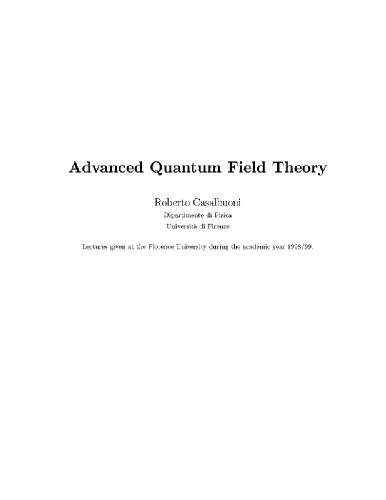 Advanced Quantum Field Theory
Roberto Casalbuoni
Dipartimento di Fisica
Università di Firenze
Lectures given at the Florence University during the academic year 1998/99.